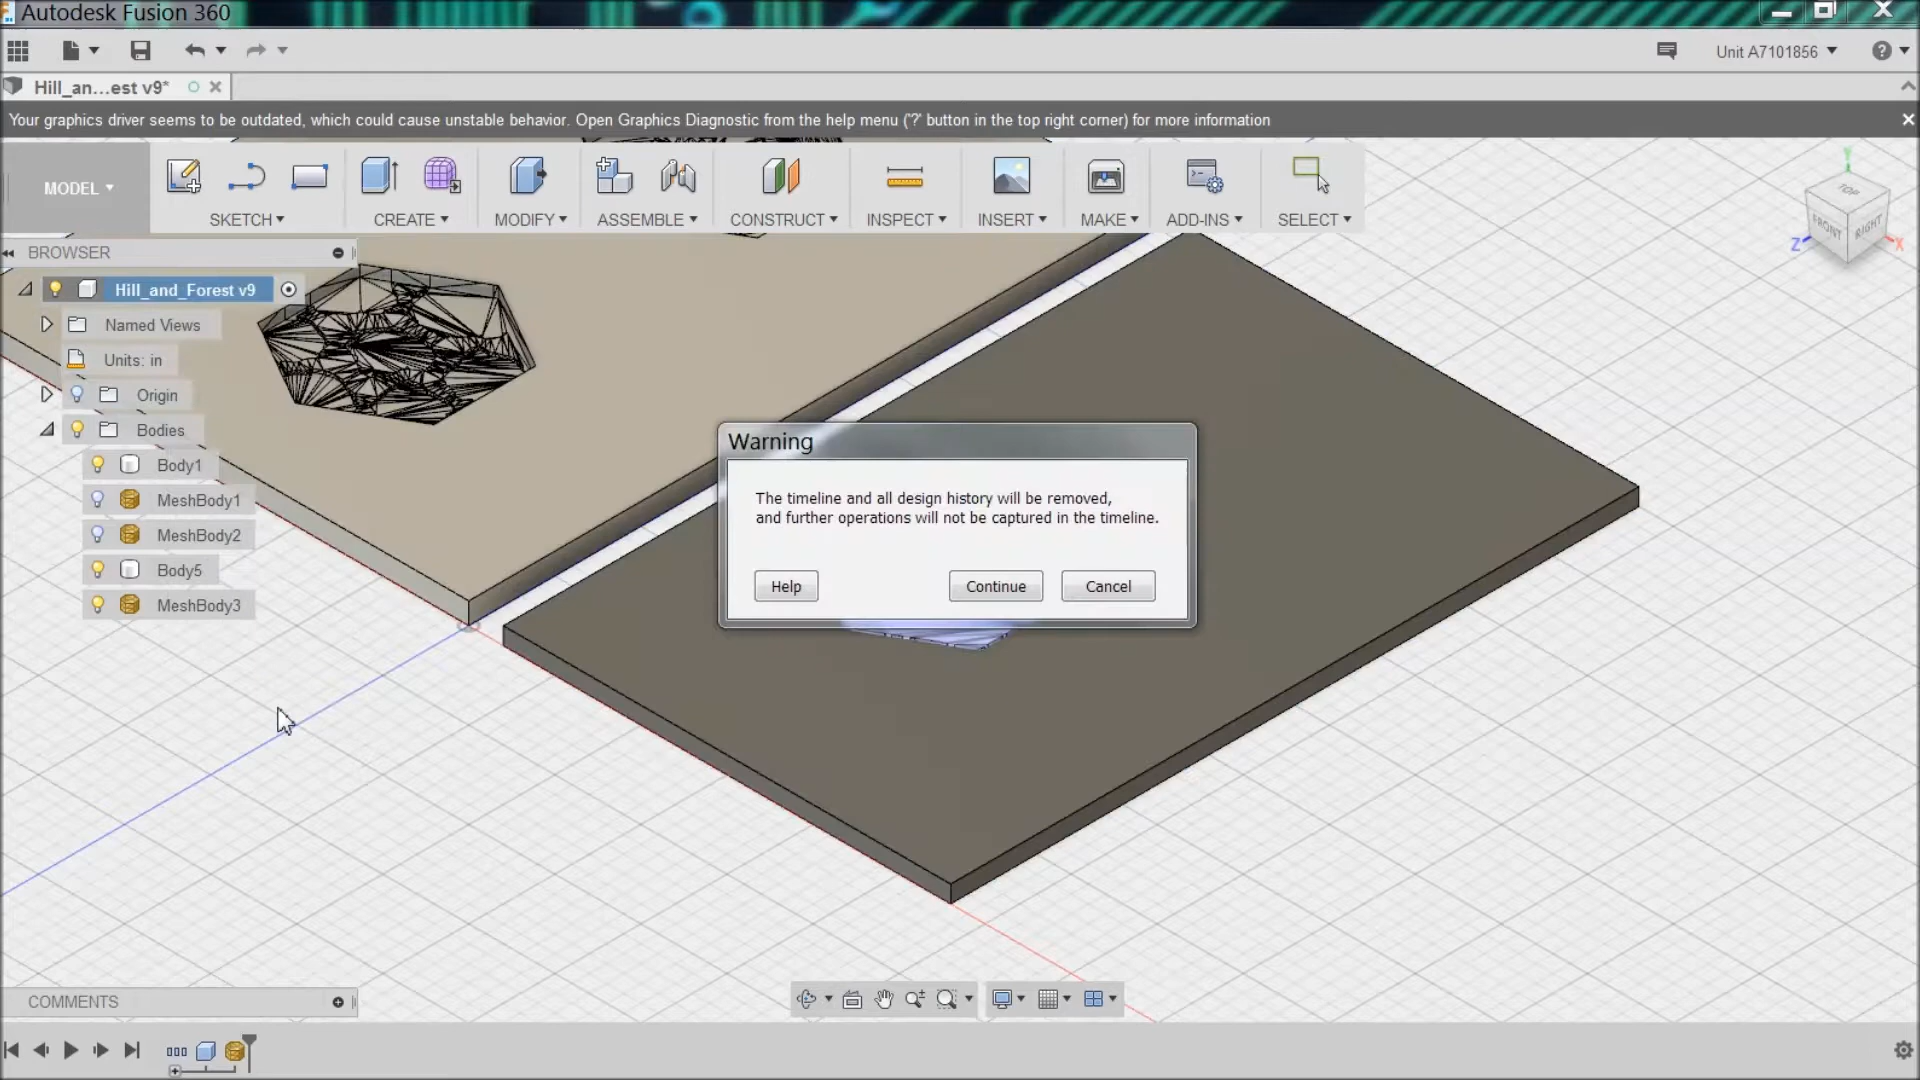 Autodesk Fusion 360
Unit A7101856
Hill_an...est v9*
Your graphics driver seems to be outdated, which could cause unstable behavior. Open Graphics Diagnostic from the help menu ('?' button in the top right corner) for more information
MODEL
SKETCH
CREATE
MODIFY
ASSEMBLE
CONSTRUCT
INSPECT
INSERT
MAKE
ADD-INS
SELECT
TOP
FRONT
RIGHT
Z
X
Y
BROWSER
Hill_and_Forest v9
Named Views
Units: in
Origin
Bodies
Body1
MeshBody1
MeshBody2
Body5
MeshBody3
Warning
The timeline and all design history will be removed,
and further operations will not be captured in the timeline.
Help
Continue
Cancel
COMMENTS